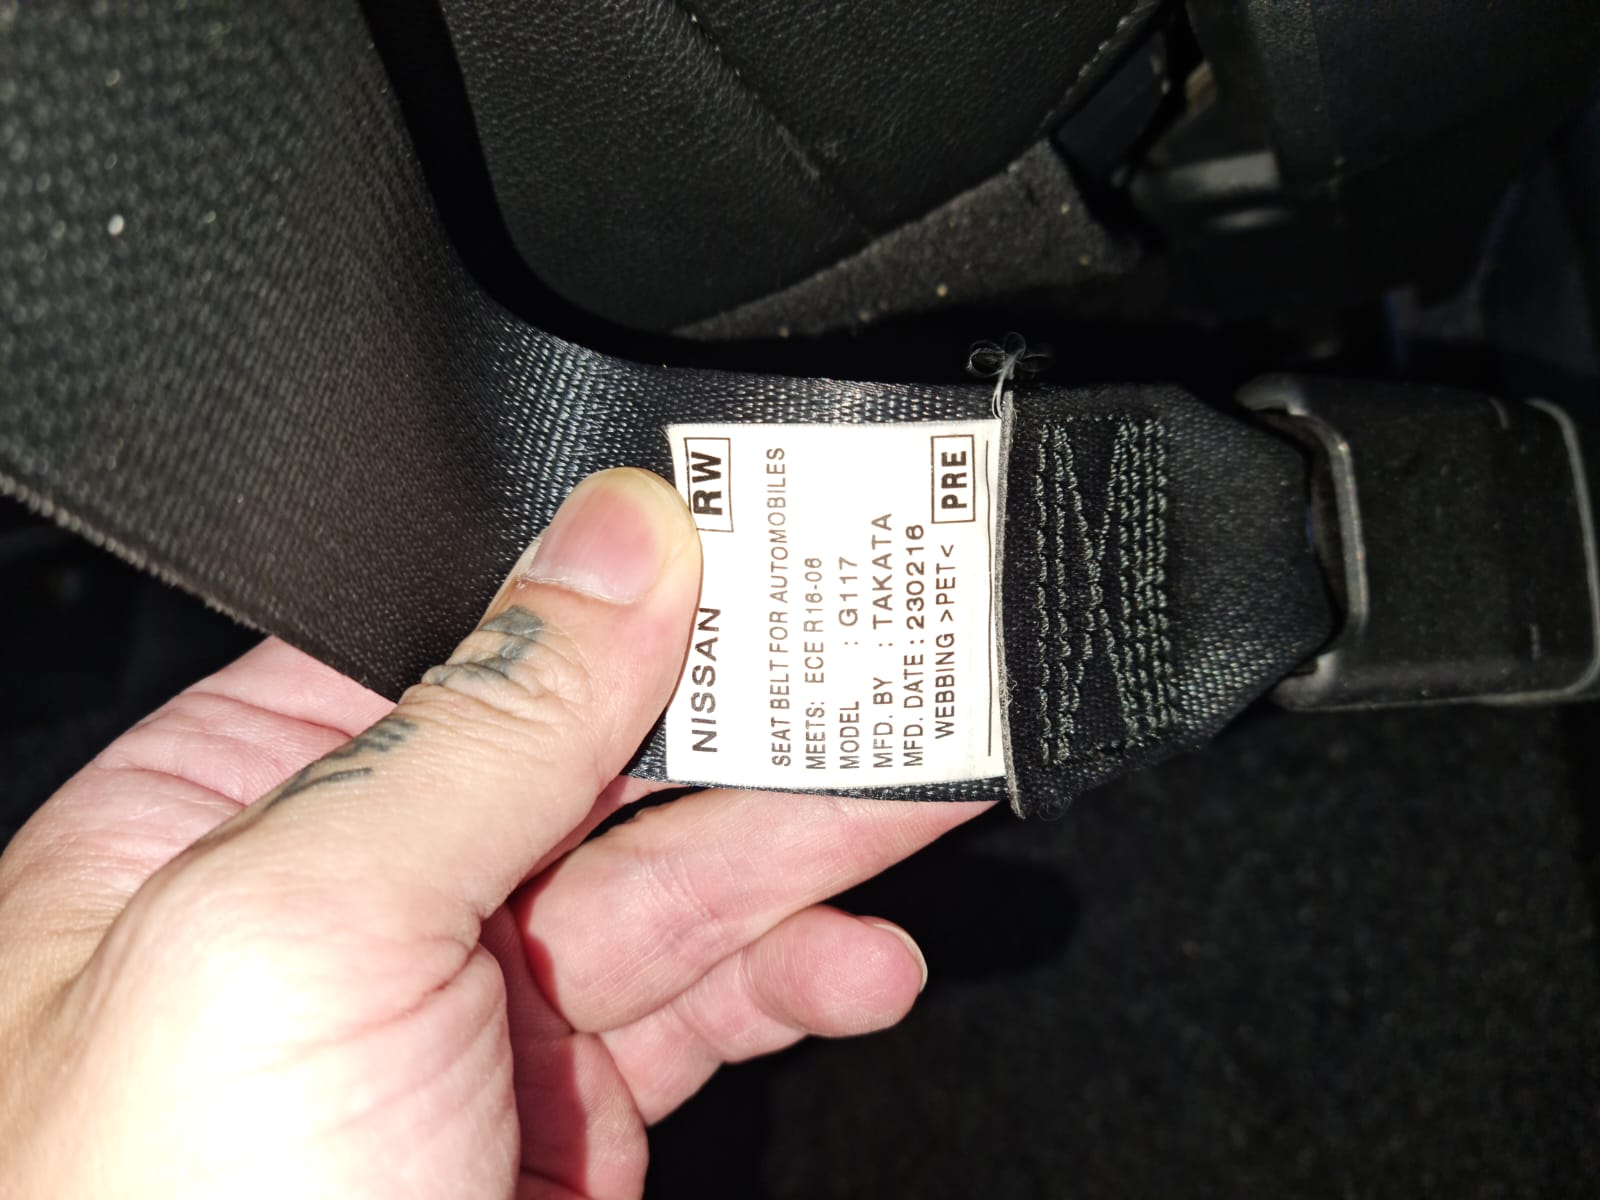 NISSAN RW
SEAT BELT FOR AUTOMOBILES
MEETS: ECE R16-06
MODEL : G117
MFD. BY : TAKATA
MFD. DATE : 230216
WEBBING >PET< PRE